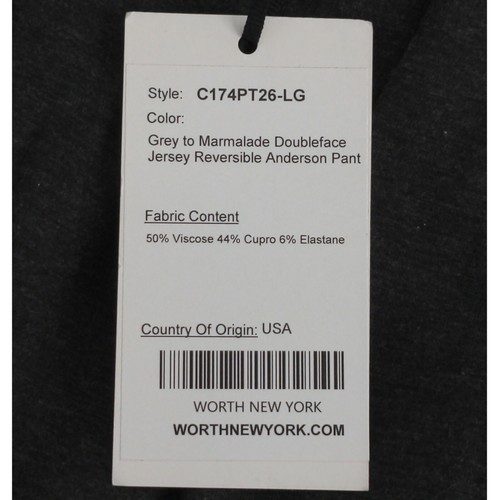 Style: C174PT26-LG
Color:
Grey to Marmalade Doubleface
Jersey Reversible Anderson Pant
Fabric Content
50% Viscose 44% Cupro 6% Elastane
Country Of Origin: USA
WORTH NEW YORK
WORTHNEWYORK.COM